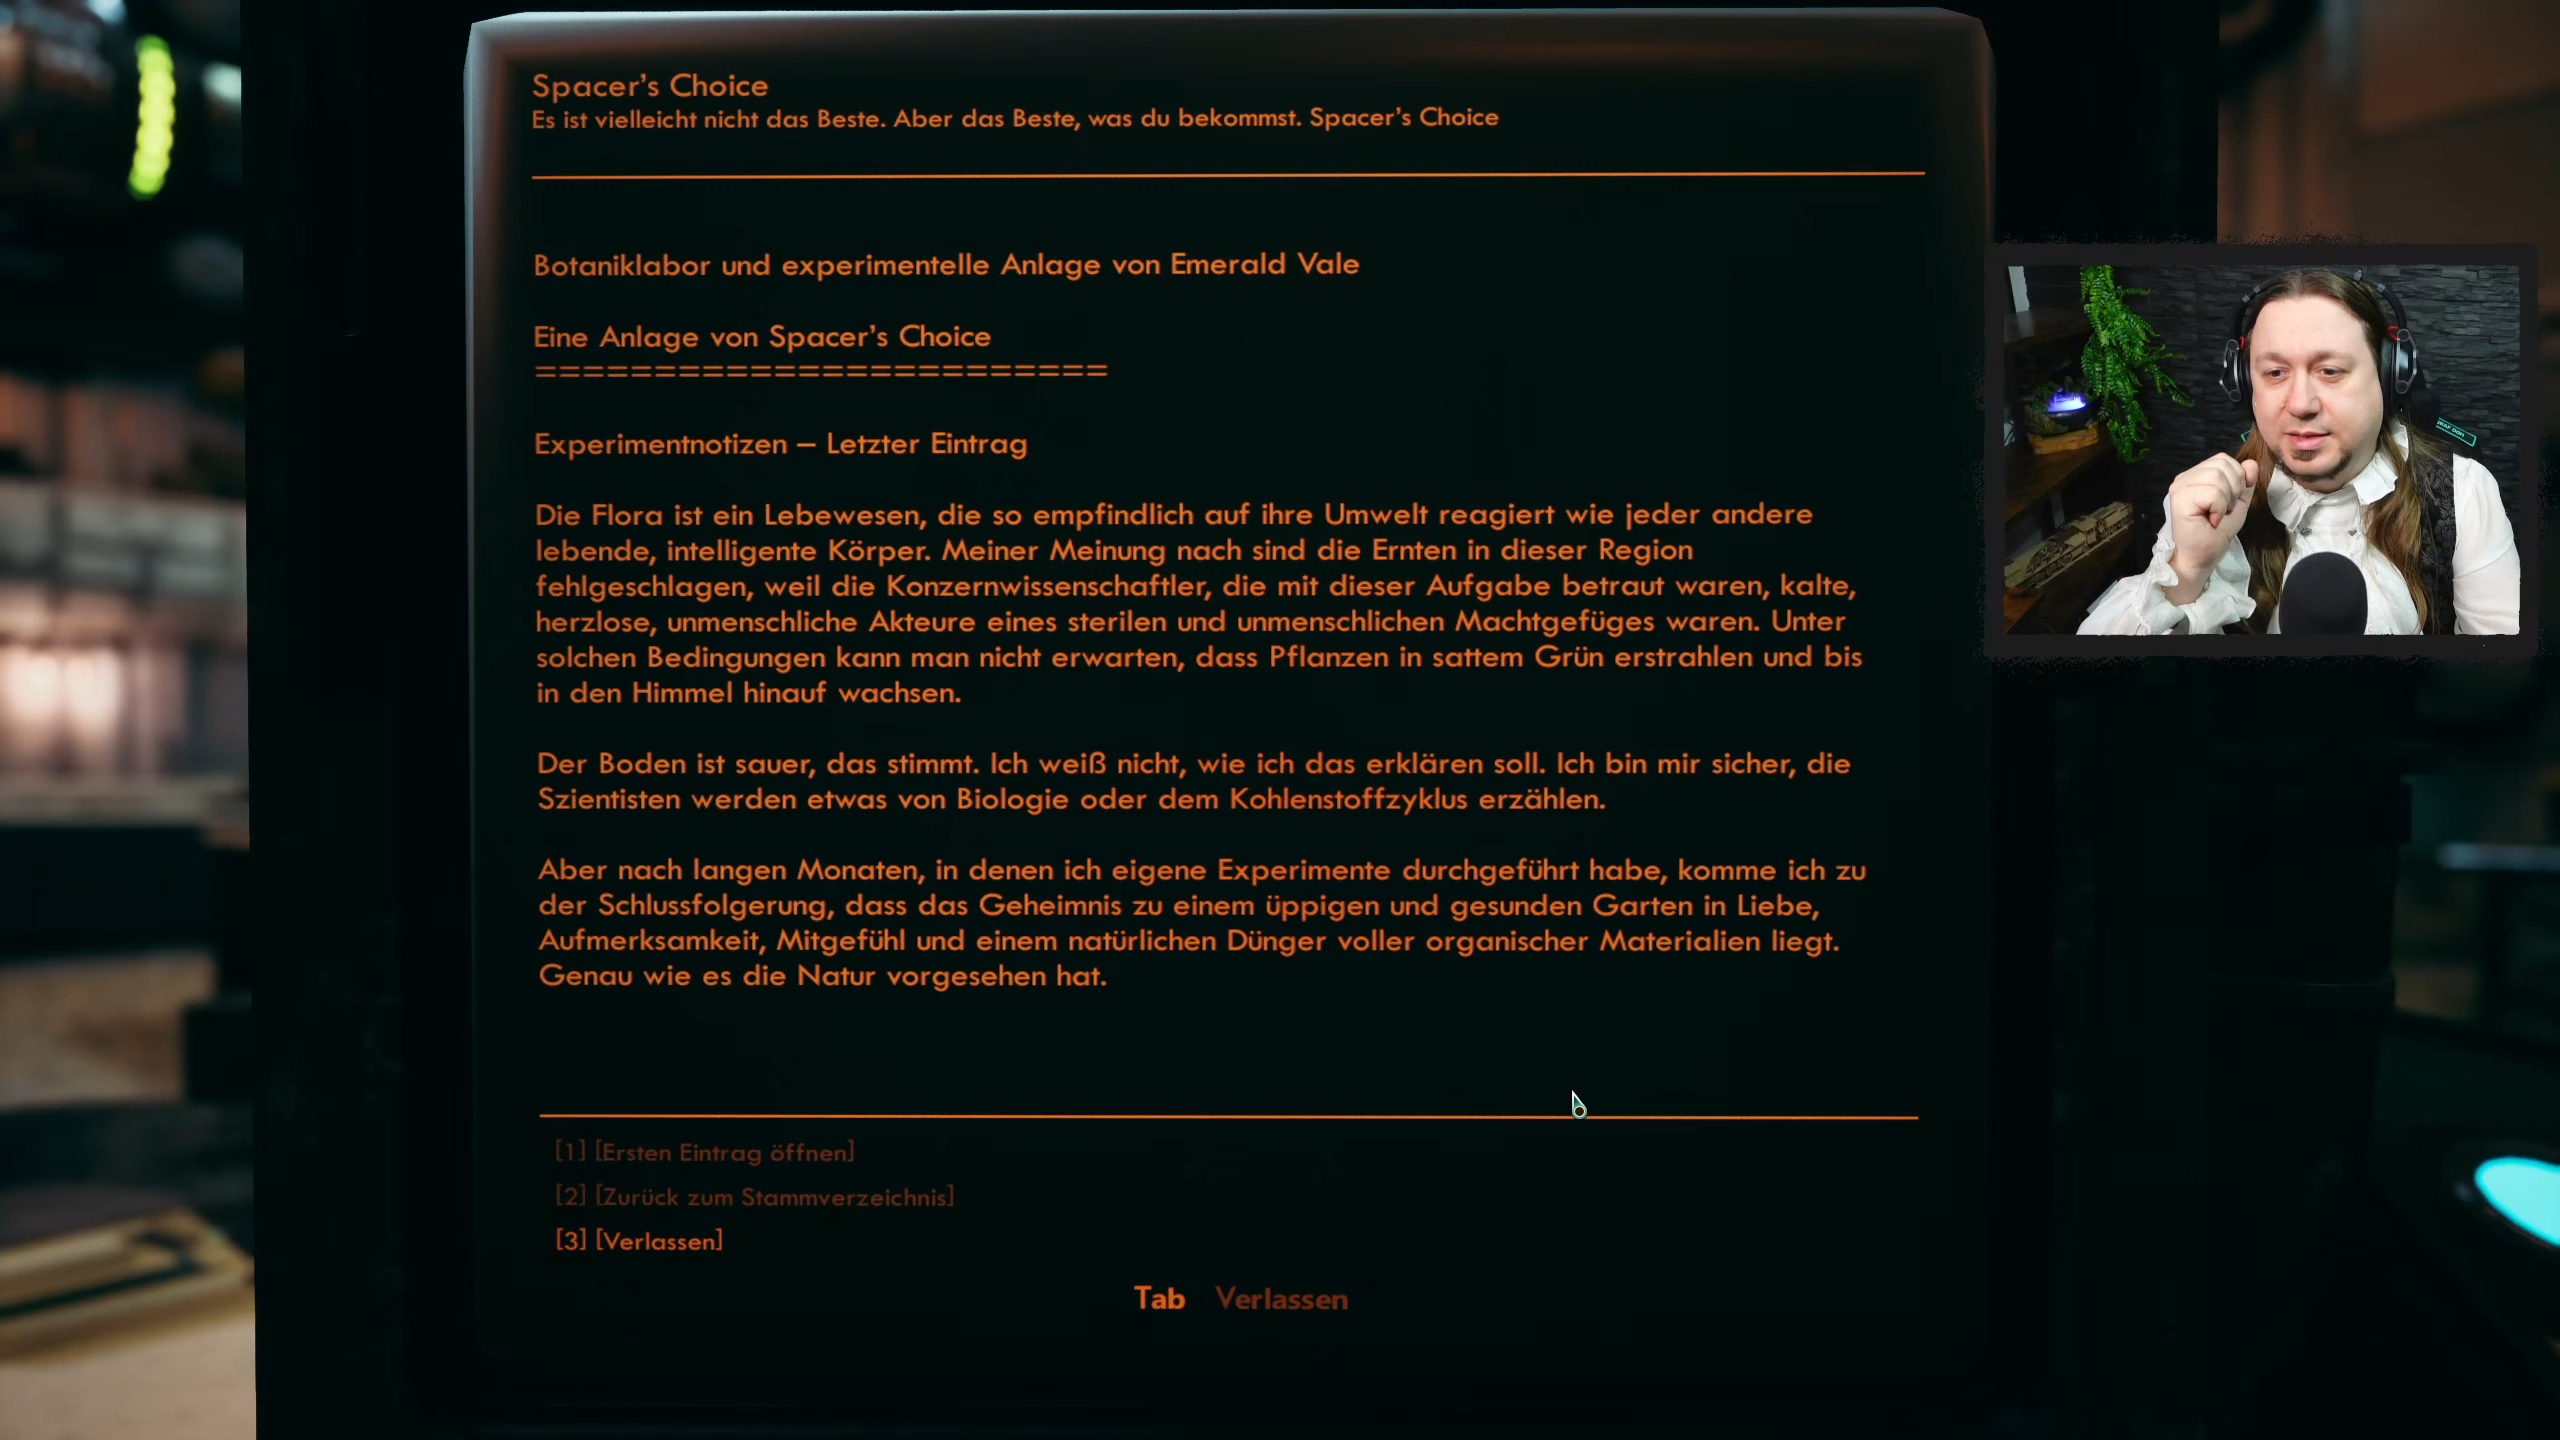 Spacer's Choice
Es ist vielleicht nicht das Beste. Aber das Beste, was du bekommst. Spacer's Choice
Botaniklabor und experimentelle Anlage von Emerald Vale
Eine Anlage von Spacer's Choice
========================
Experimentnotizen – Letzter Eintrag
Die Flora ist ein Lebewesen, die so empfindlich auf ihre Umwelt reagiert wie jeder andere
lebende, intelligente Körper. Meiner Meinung nach sind die Ernten in dieser Region
fehlgeschlagen, weil die Konzernwissenschaftler, die mit dieser Aufgabe betraut waren, kalte,
herzlose, unmenschliche Akteure eines sterilen und unmenschlichen Machtgefüges waren. Unter
solchen Bedingungen kann man nicht erwarten, dass Pflanzen in sattem Grün erstrahlen und bis
in den Himmel hinauf wachsen.
Der Boden ist sauer, das stimmt. Ich weiß nicht, wie ich das erklären soll. Ich bin mir sicher, die
Szientisten werden etwas von Biologie oder dem Kohlenstoffzyklus erzählen.
Aber nach langen Monaten, in denen ich eigene Experimente durchgeführt habe, komme ich zu
der Schlussfolgerung, dass das Geheimnis zu einem üppigen und gesunden Garten in Liebe,
Aufmerksamkeit, Mitgefühl und einem natürlichen Dünger voller organischer Materialien liegt.
Genau wie es die Natur vorgesehen hat.
[1] [Ersten Eintrag öffnen]
[2] [Zurück zum Stammverzeichnis]
[3] [Verlassen]
Tab Verlassen